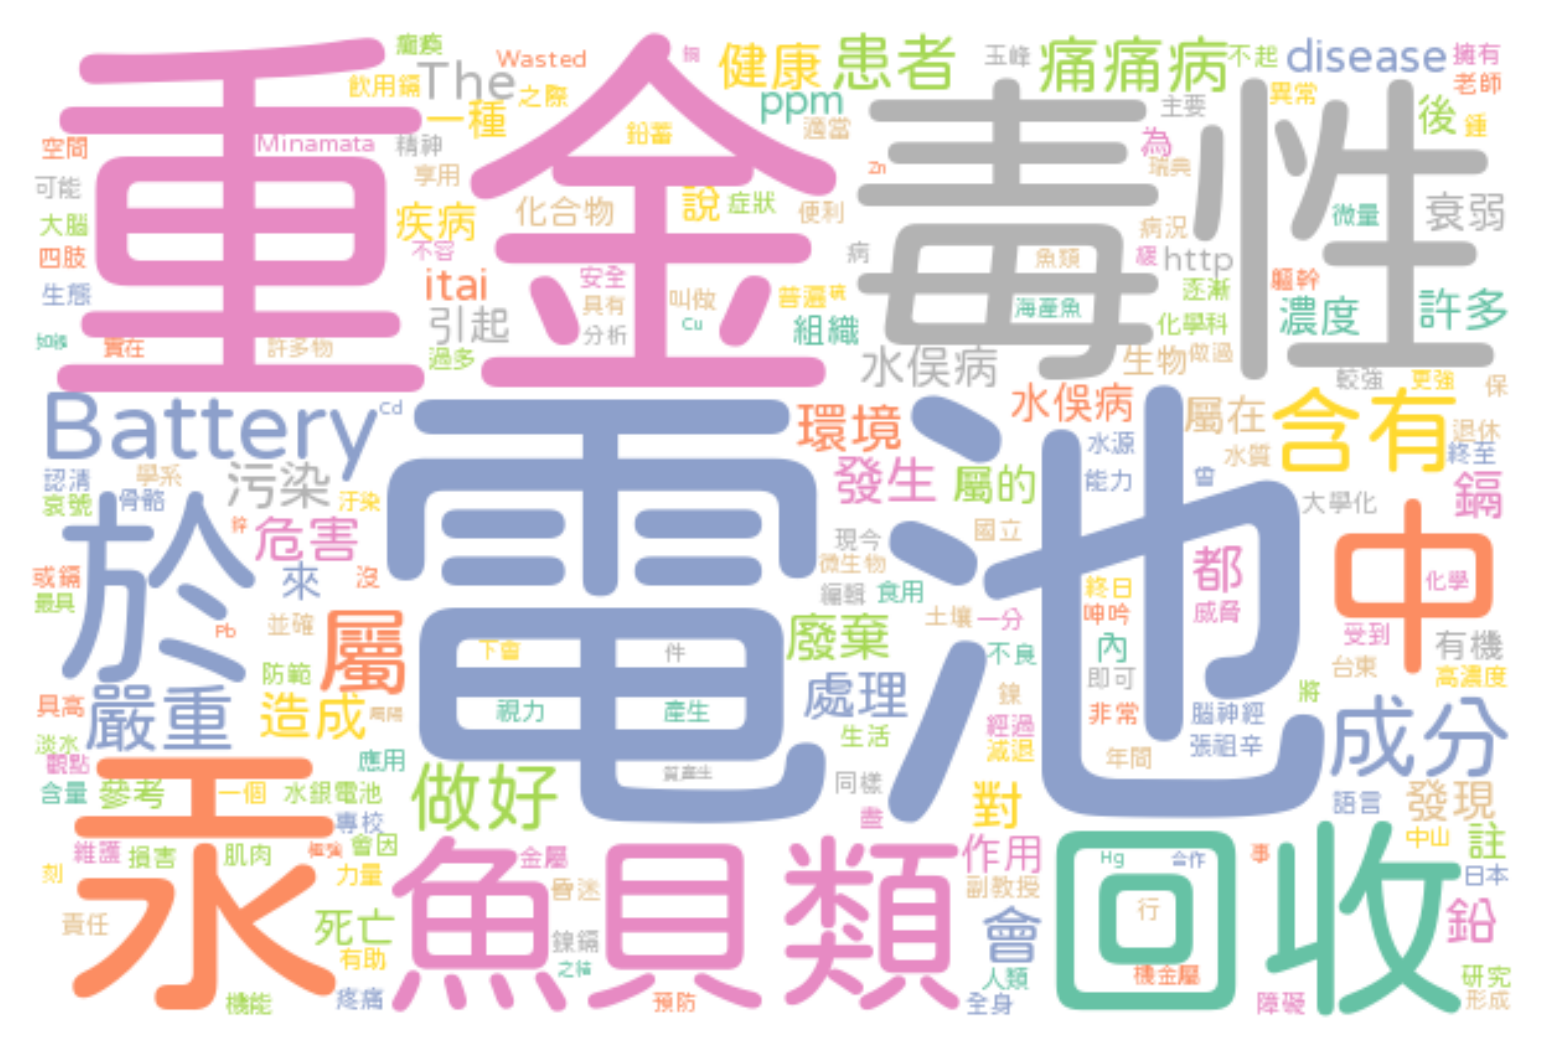 癲癇
Wasted
健康
患者
玉峰
痛痛病
不起
disease
擁有
老師
飲用鎘
The
之際
ppm
適當
主要
異常
後
鍾
一種
鉛蓄
空間
重金
Minamata
精神
為
毒性
瑞典
可能
享用
化合物
說
症狀
便利
Zn
微量
衰弱
大腦
疾病
病況
四肢
不容
安全
病
魚類
緩
http
軀幹
生態
itai
具有
叫做
普遍
海產魚
逐漸
濃度
許多
引起
分析
Cu
組織
化學科
實在
許多物
過多
水俁病
生物
做過
較強
更強
保
Battery
Cd
環境
水俁病
屬在
含有
退休
認清
學系
污染
發生
屬的
水源
水質
終至
哀號
骨骼
汙染
能力
曾
大學化
鎘
於
鋅
危害
電池
現今
國立
中
或鎘
來
沒
微生物
都
化學
最具
編輯
食用
終日
威脅
Pb
並確
屬
土壤
一分
呻吟
受到
下會
件
廢棄
內
有機
防範
不良
即可
台東
高濃度
具高
嚴重
造成
視力
產生
處理
鎳
將
淡水
生活
經過
非常
腦神經
成分
觀點
應用
減退
年間
張祖辛
含量
參考
一個
水銀電池
做好
同樣
對
語言
發現
汞
專校
盡
中山
註
維護
損害
肌肉
會因
魚貝類
金屬
作用
回收
Hg
合作
事
日本
刻
力量
昏迷
副教授
責任
死亡
會
行
鉛
有助
鎳鎘
人類
機金屬
研究
機能
疼痛
預防
全身
障礙
形成